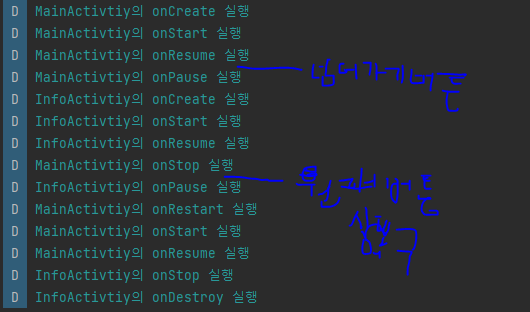 D MainActivtiy의 onCreate 실행
D MainActivtiy의 onStart 실행
D MainActivtiy의 onResume 실행
D MainActivtiy의 onPause 실행
D InfoActivtiy의 onCreate 실행
D InfoActivtiy의 onStart 실행
D InfoActivtiy의 onResume 실행
D MainActivtiy의 onStop 실행
D InfoActivtiy의 onPause 실행
D MainActivtiy의 onRestart 실행
D MainActivtiy의 onStart 실행
D MainActivtiy의 onResume 실행
D InfoActivtiy의 onStop 실행
D InfoActivtiy의 onDestroy 실행
넘어가게버튼